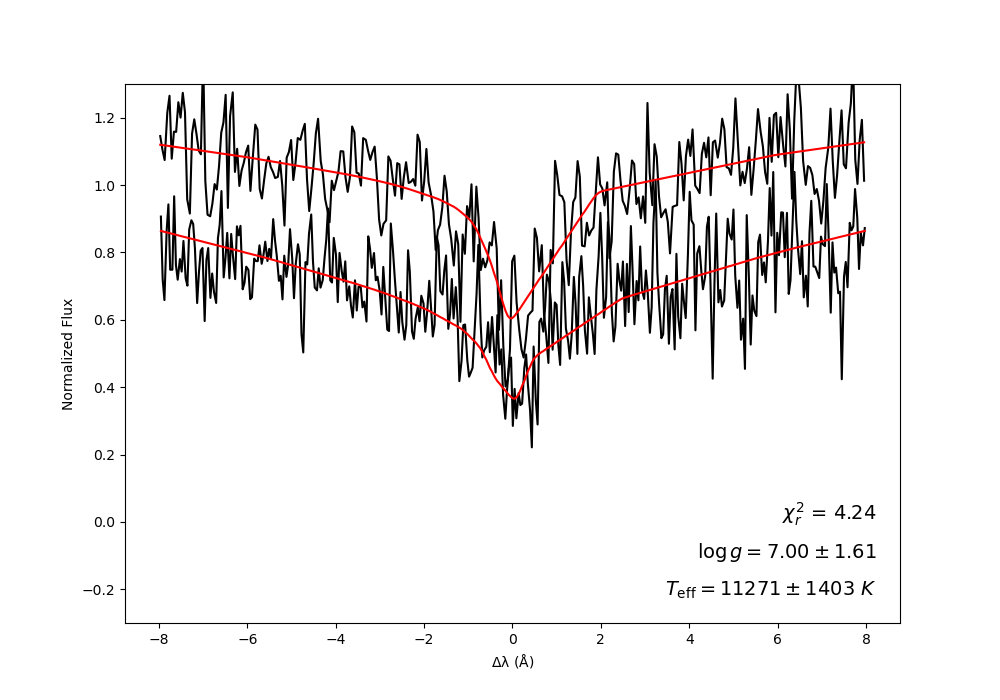 1.2
1.0
0.8
0.6
0.4
0.2
0.0
−0.2
Normalized Flux
χ²ᵣ = 4.24
log g = 7.00 ± 1.61
T_eff = 11271 ± 1403 K
−8 −6 −4 −2 0 2 4 6 8
Δλ (Å)